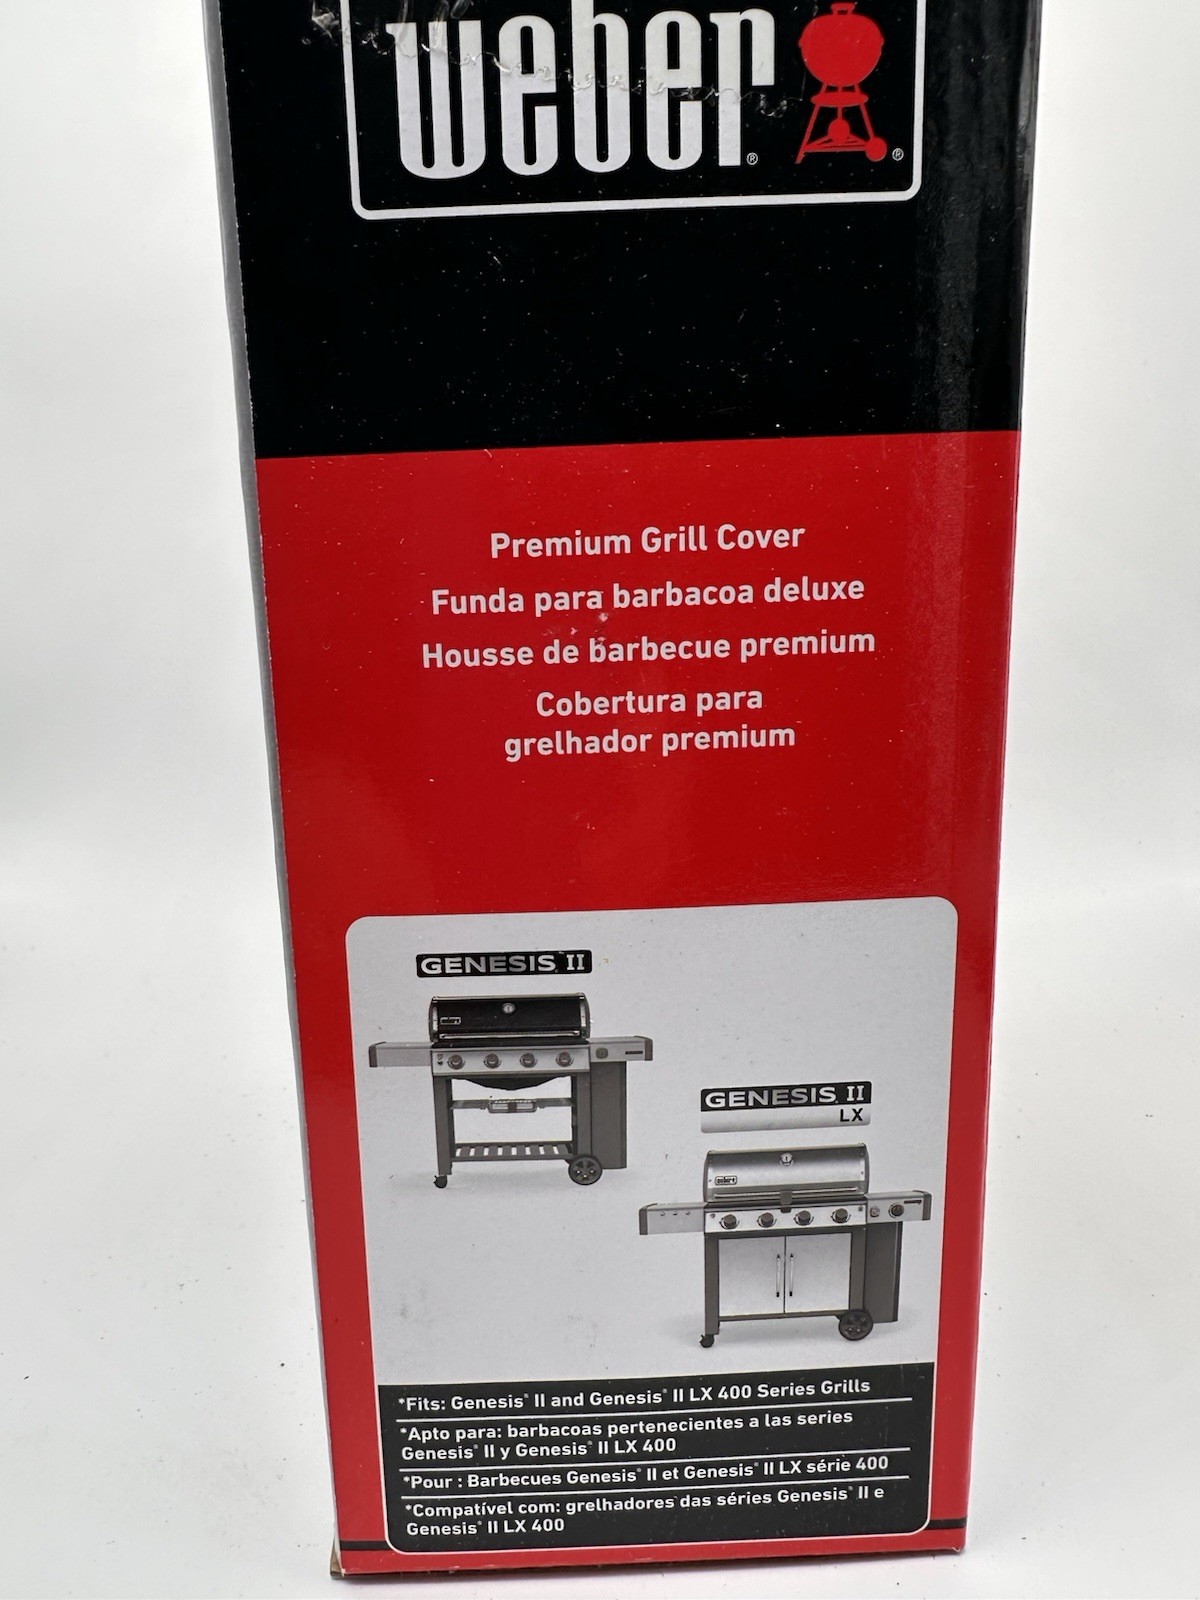 weber® ®
Premium Grill Cover
Funda para barbacoa deluxe
Housse de barbecue premium
Cobertura para
grelhador premium
GENESIS II
weber
GENESIS II
LX
weber
*Fits: Genesis® II and Genesis® II LX 400 Series Grills
*Apto para: barbacoas pertenecientes a las series
Genesis® II y Genesis® II LX 400
*Pour : Barbecues Genesis® II et Genesis® II LX série 400
*Compatível com: grelhadores das séries Genesis® II e
Genesis® II LX 400